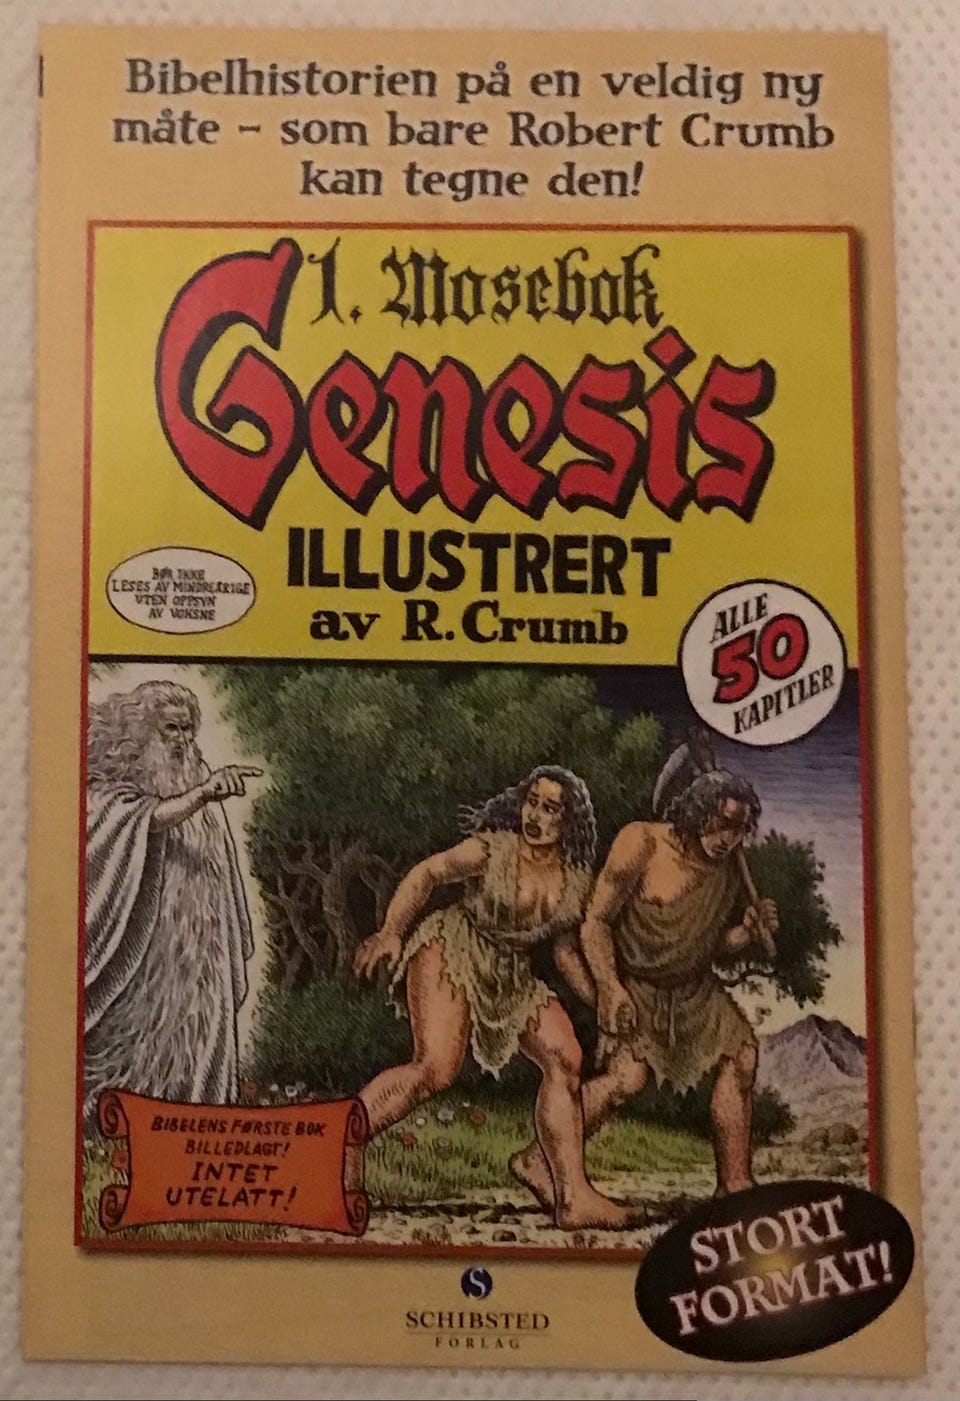 Bibelhistorien på en veldig ny
måte – som bare Robert Crumb
kan tegne den!
1. Mosebok
Genesis
ILLUSTRERT
av R. Crumb
BØR IKKE
LESES AV MINDREÅRIGE
UTEN OPPSYN
AV VOKSNE
ALLE
50
KAPITLER
BIBELENS FØRSTE BOK
BILLEDLAGT!
INTET
UTELATT!
STORT
FORMAT!
S
SCHIBSTED
FORLAG